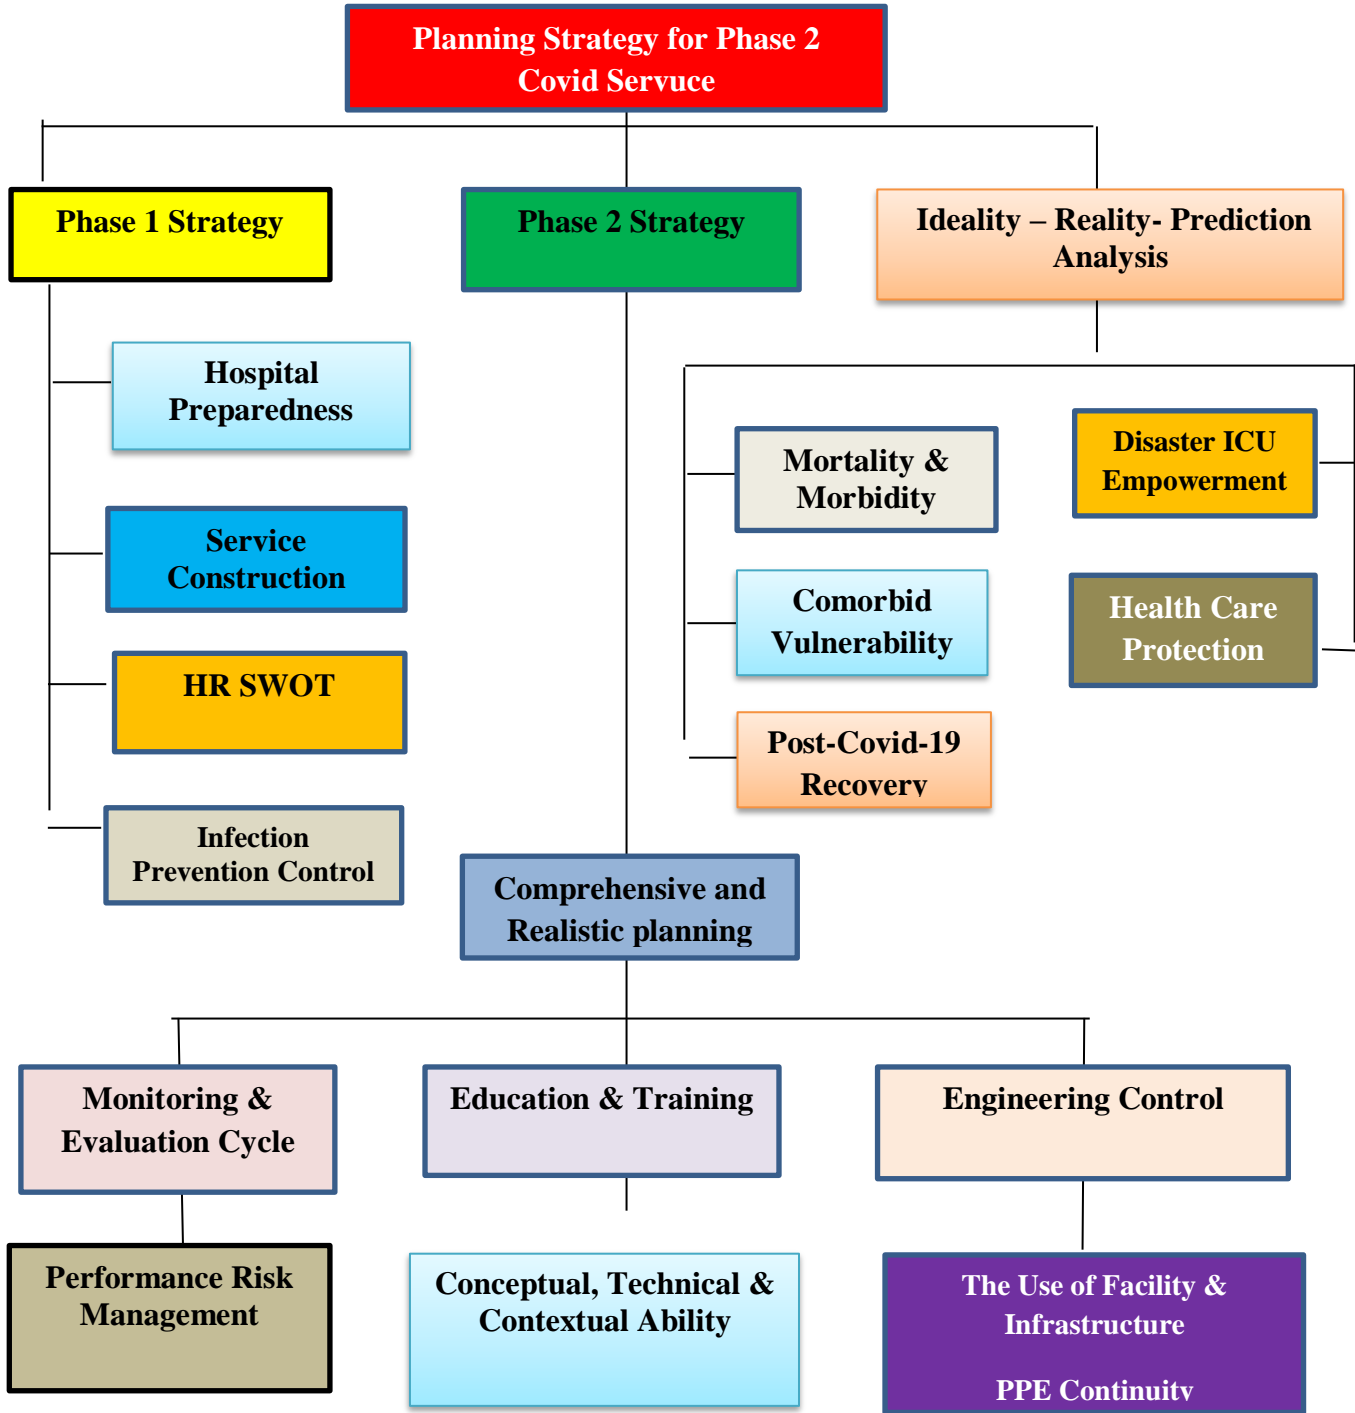 Planning Strategy for Phase 2
Covid Servuce
Phase 1 Strategy
Phase 2 Strategy
Ideality – Reality- Prediction
Analysis
Hospital
Preparedness
Service
Construction
HR SWOT
Infection
Prevention Control
Mortality &
Morbidity
Comorbid
Vulnerability
Post-Covid-19
Recovery
Disaster ICU
Empowerment
Health Care
Protection
Comprehensive and
Realistic planning
Monitoring &
Evaluation Cycle
Education & Training
Engineering Control
Performance Risk
Management
Conceptual, Technical &
Contextual Ability
The Use of Facility &
Infrastructure
PPE Continuity